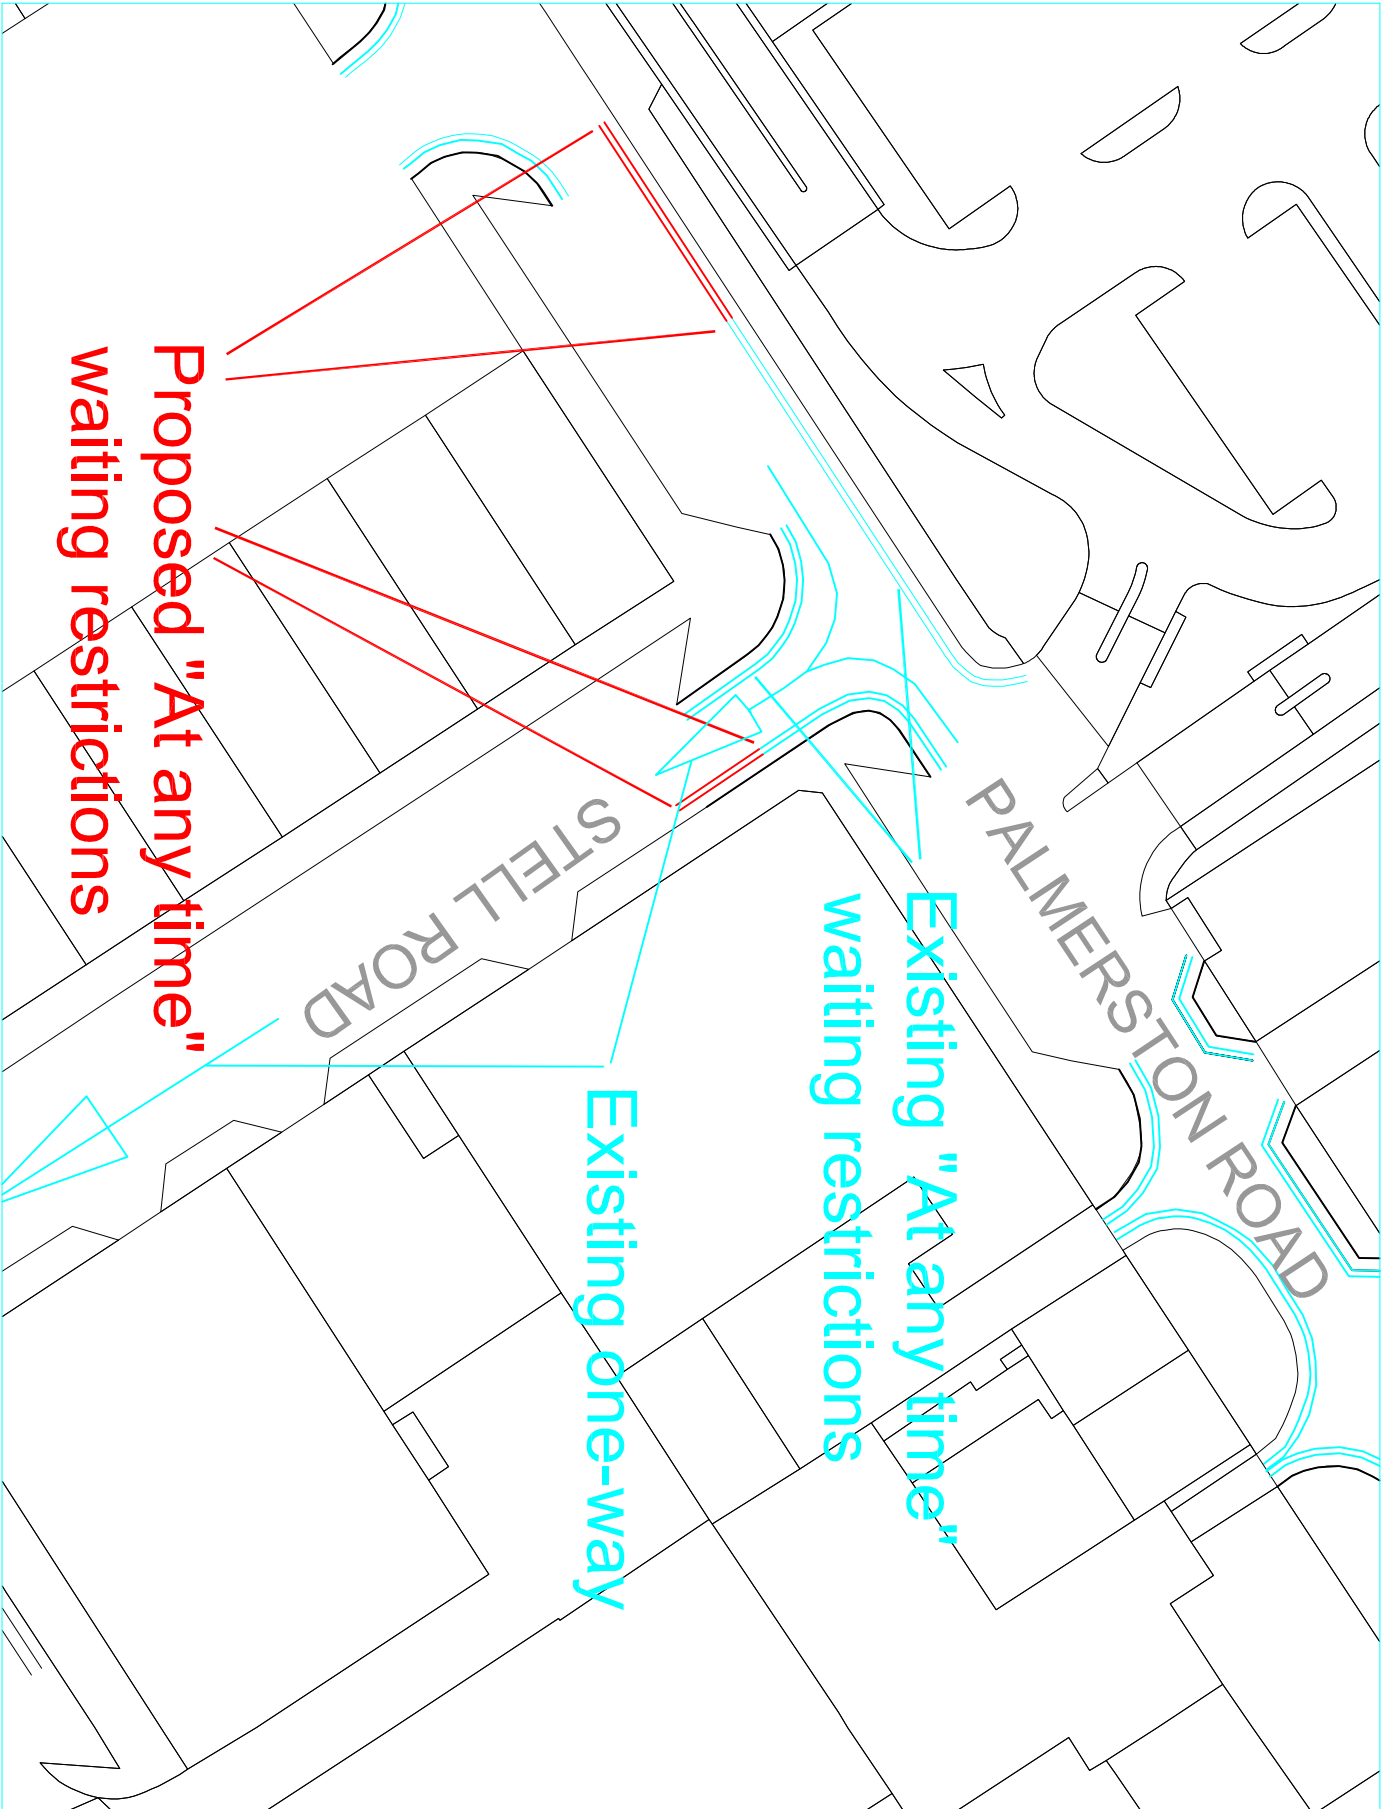 PALMERSTON ROAD
Existing "At any time"
waiting restrictions
Existing one-way
STELL ROAD
Proposed "At any time"
waiting restrictions